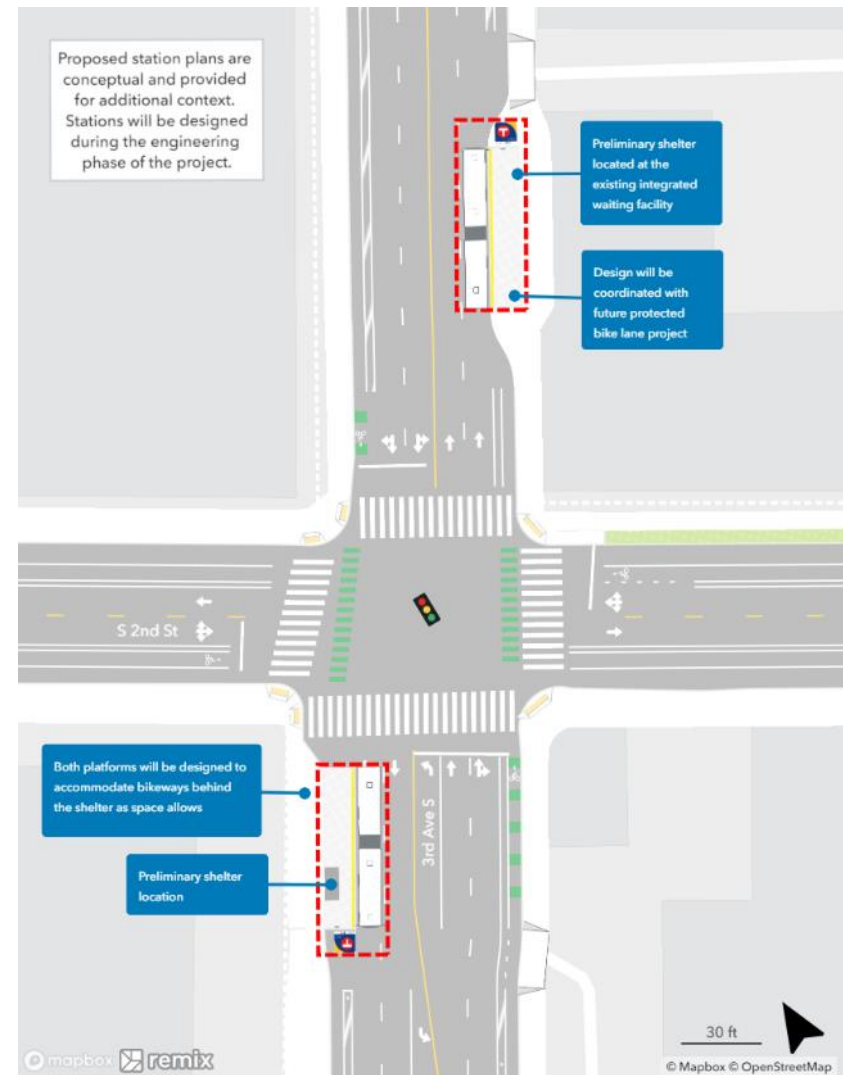 Proposed station plans are
conceptual and provided
for additional context.
Stations will be designed
during the engineering
phase of the project.
Preliminary shelter
located at the
existing integrated
waiting facility
Design will be
coordinated with
future protected
bike lane project
S 2nd St
Both platforms will be designed to
accommodate bikeways behind
the shelter as space allows
Preliminary shelter
location
3rd Ave S
30 ft
mapbox remix
© Mapbox © OpenStreetMap